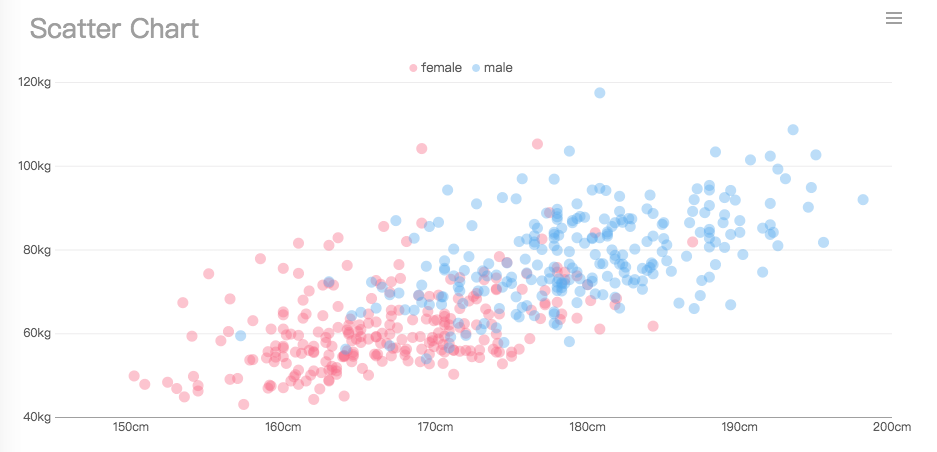 Scatter Chart
female male
120kg
100kg
80kg
60kg
40kg
150cm 160cm 170cm 180cm 190cm 200cm